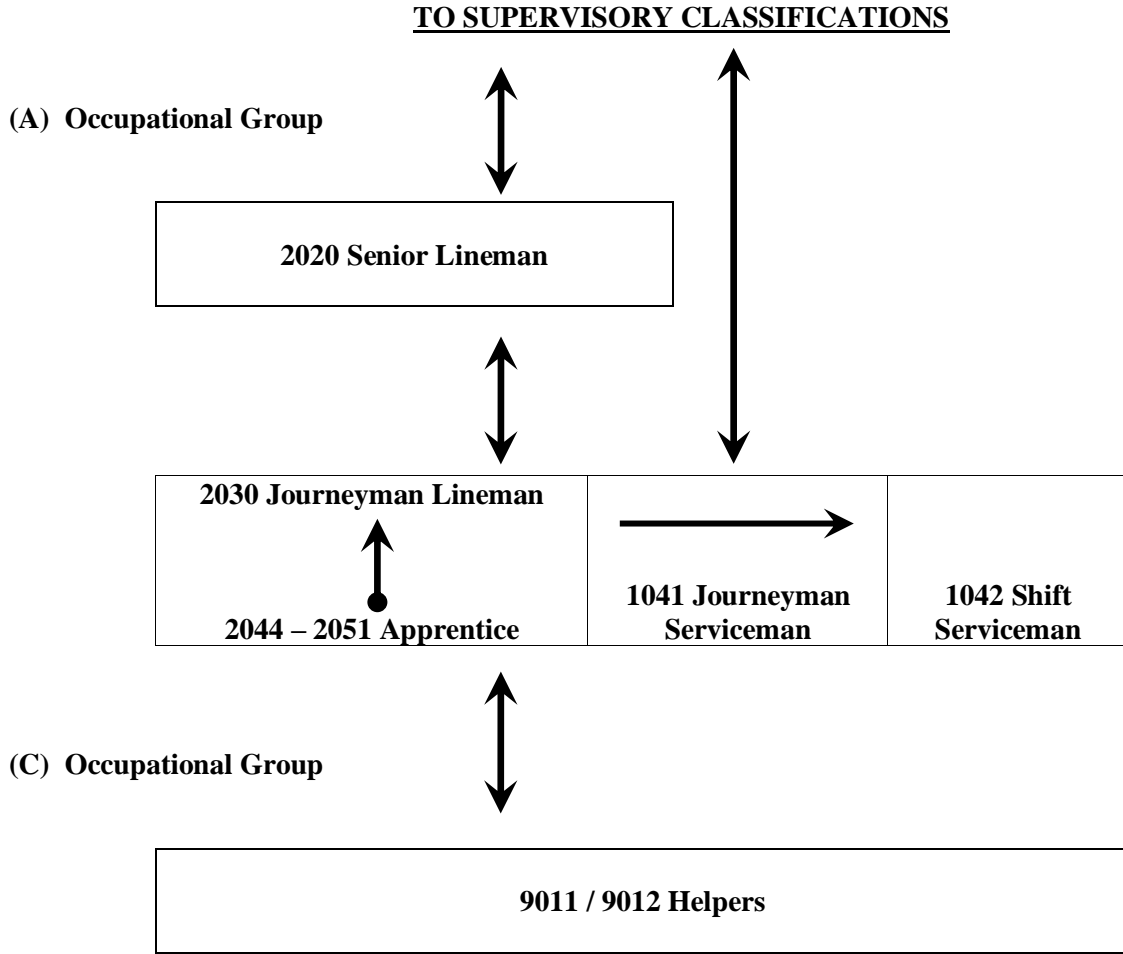 TO SUPERVISORY CLASSIFICATIONS
(A) Occupational Group
2020 Senior Lineman
2030 Journeyman Lineman
2044 – 2051 Apprentice
1041 Journeyman
Serviceman
1042 Shift
Serviceman
(C) Occupational Group
9011 / 9012 Helpers